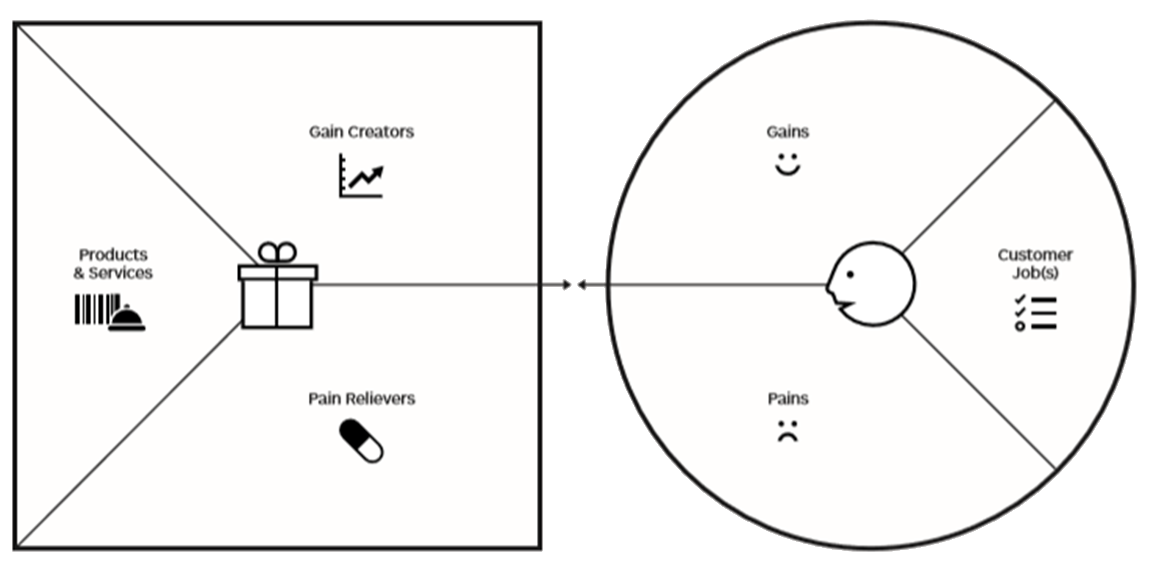 Gain Creators
Gains
Products
& Services
Customer
Job(s)
Pain Relievers
Pains